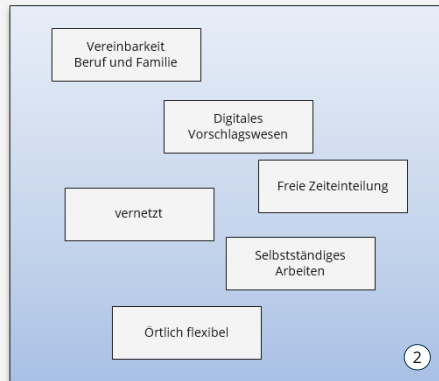 Vereinbarkeit
Beruf und Familie
Digitales
Vorschlagswesen
Freie Zeiteinteilung
vernetzt
Selbstständiges
Arbeiten
Örtlich flexibel
2